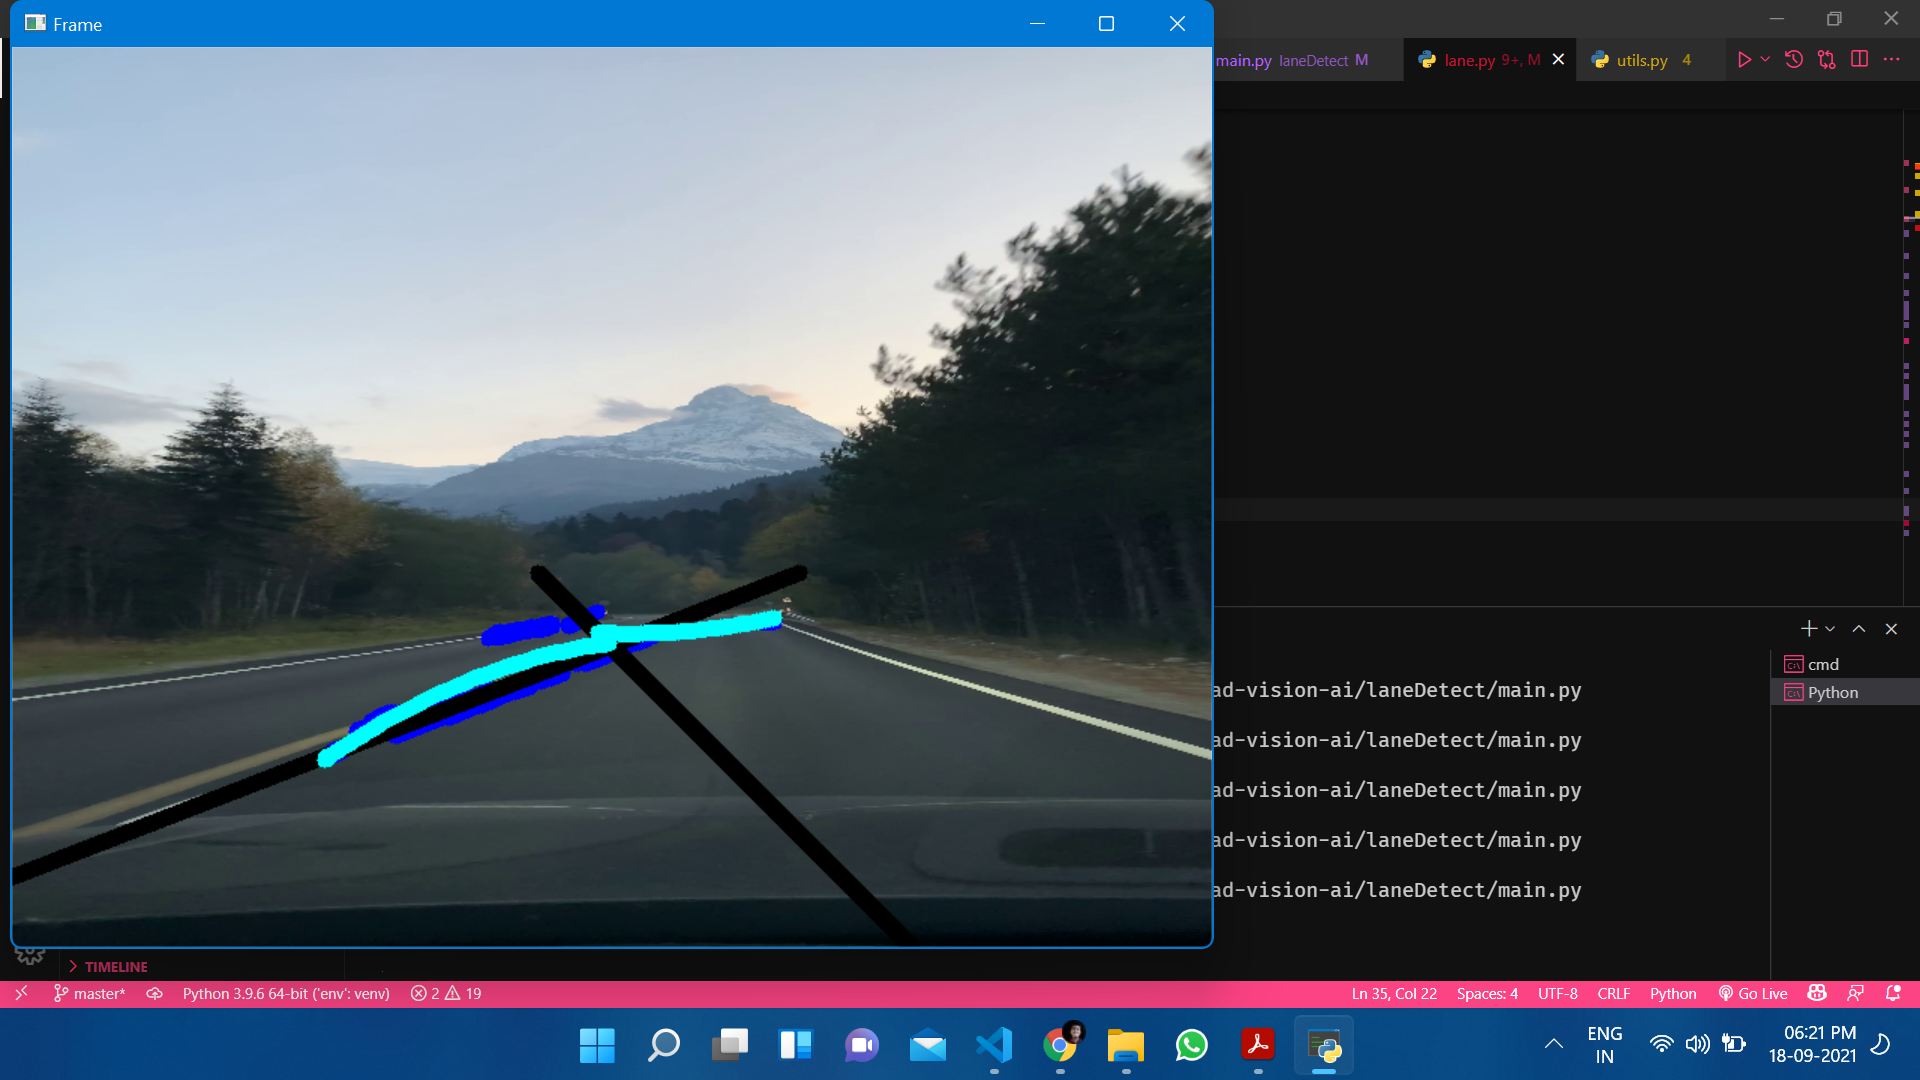 Frame
main.py laneDetect M
lane.py 9+, M
utils.py 4
cmd
Python
ad-vision-ai/laneDetect/main.py
ad-vision-ai/laneDetect/main.py
ad-vision-ai/laneDetect/main.py
ad-vision-ai/laneDetect/main.py
ad-vision-ai/laneDetect/main.py
TIMELINE
master* Python 3.9.6 64-bit ('env': venv) 2 19 Ln 35, Col 22 Spaces: 4 UTF-8 CRLF Python Go Live
ENG
IN
06:21 PM
18-09-2021